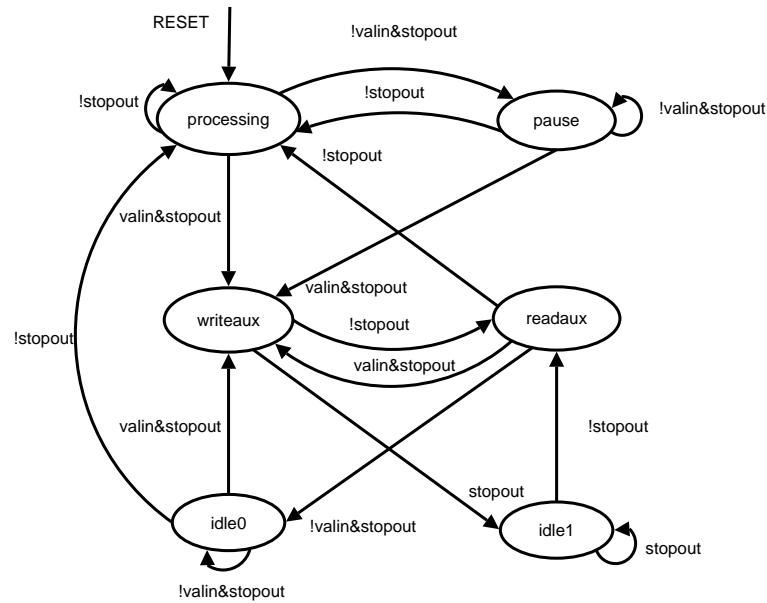 RESET
!valin&stopout
!stopout
!stopout
processing
pause
!valin&stopout
!stopout
valin&stopout
valin&stopout
writeaux
!stopout
readaux
!stopout
valin&stopout
valin&stopout
!stopout
stopout
idle0
!valin&stopout
idle1
stopout
!valin&stopout